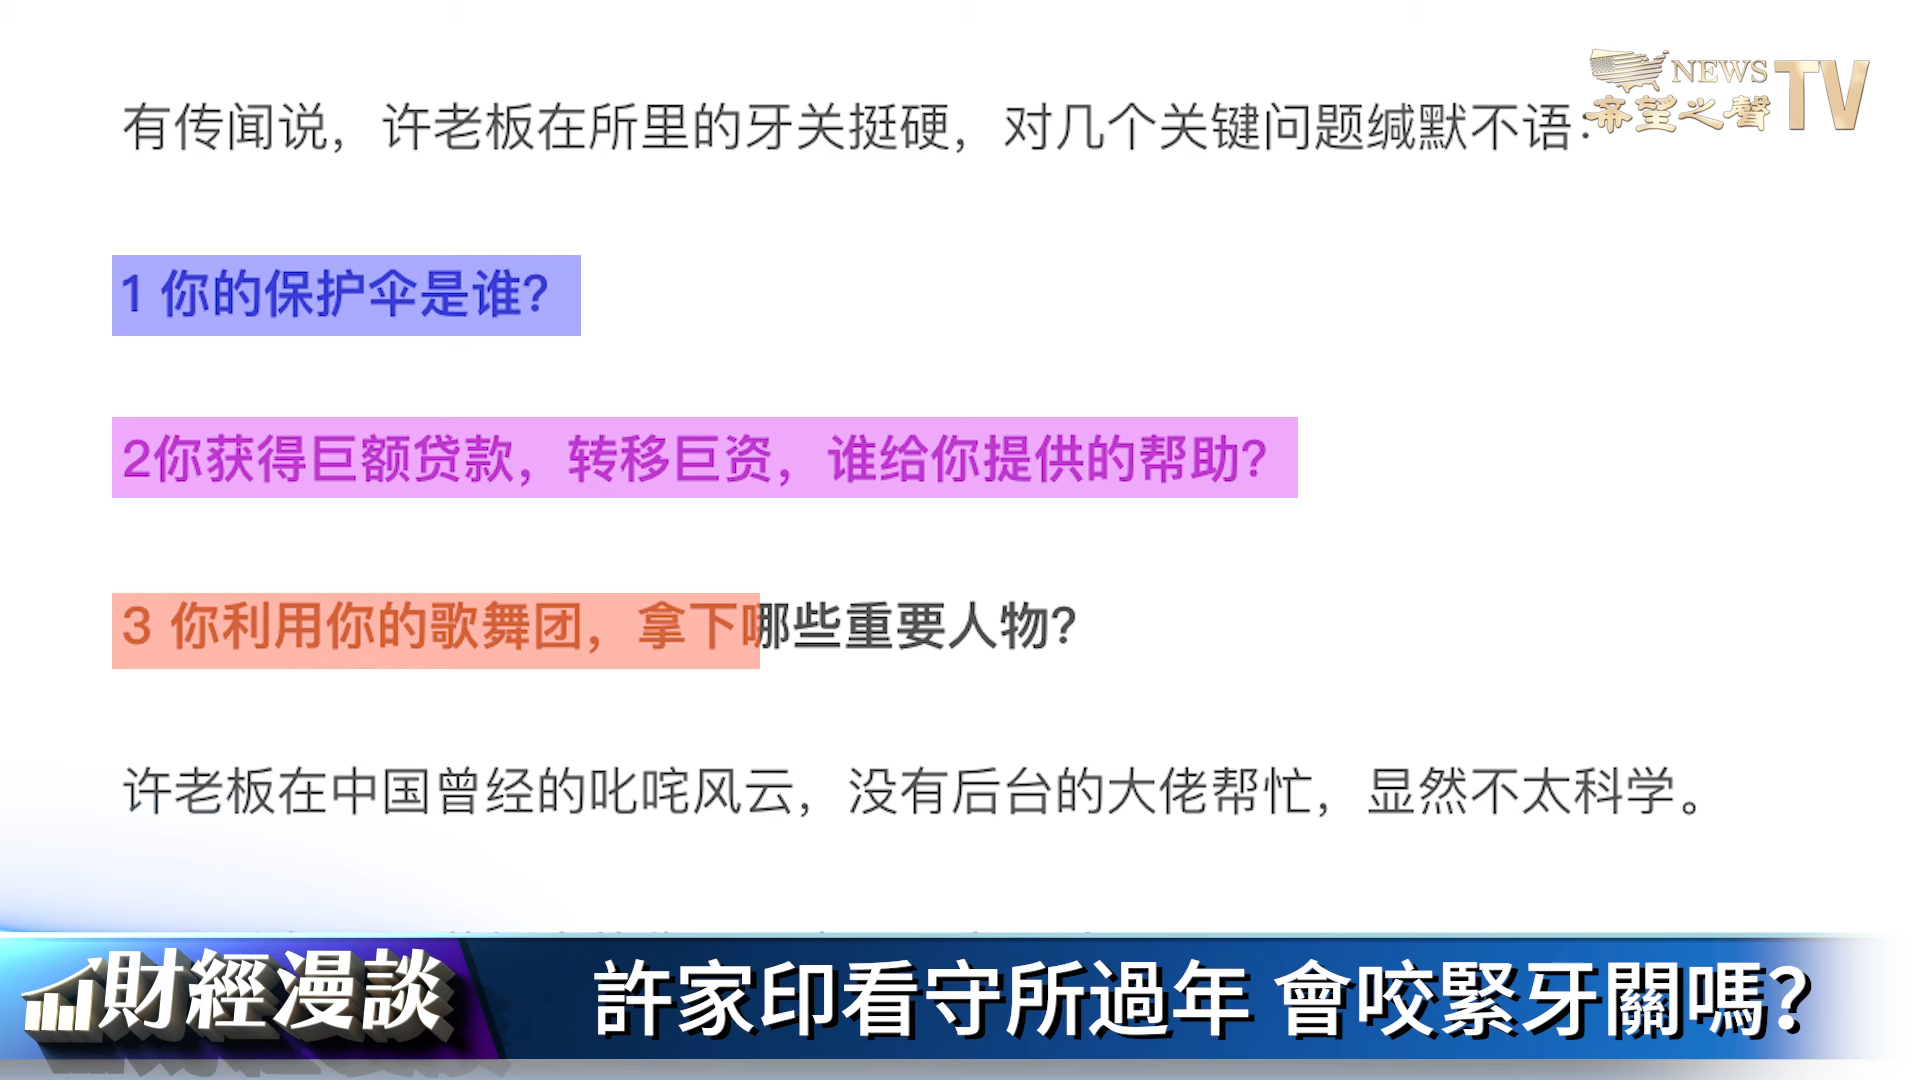 NEWS
希望之聲 TV
有传闻说，许老板在所里的牙关挺硬，对几个关键问题缄默不语：
1 你的保护伞是谁？
2你获得巨额贷款，转移巨资，谁给你提供的帮助？
3 你利用你的歌舞团，拿下哪些重要人物？
许老板在中国曾经的叱咤风云，没有后台的大佬帮忙，显然不太科学。
財經漫談
許家印看守所過年 會咬緊牙關嗎？